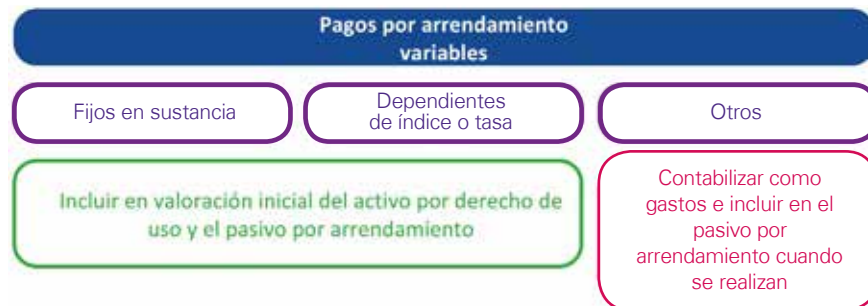 Pagos por arrendamiento
variables
Fijos en sustancia
Dependientes
de índice o tasa
Otros
Incluir en valoración inicial del activo por derecho de
uso y el pasivo por arrendamiento
Contabilizar como
gastos e incluir en el
pasivo por
arrendamiento cuando
se realizan